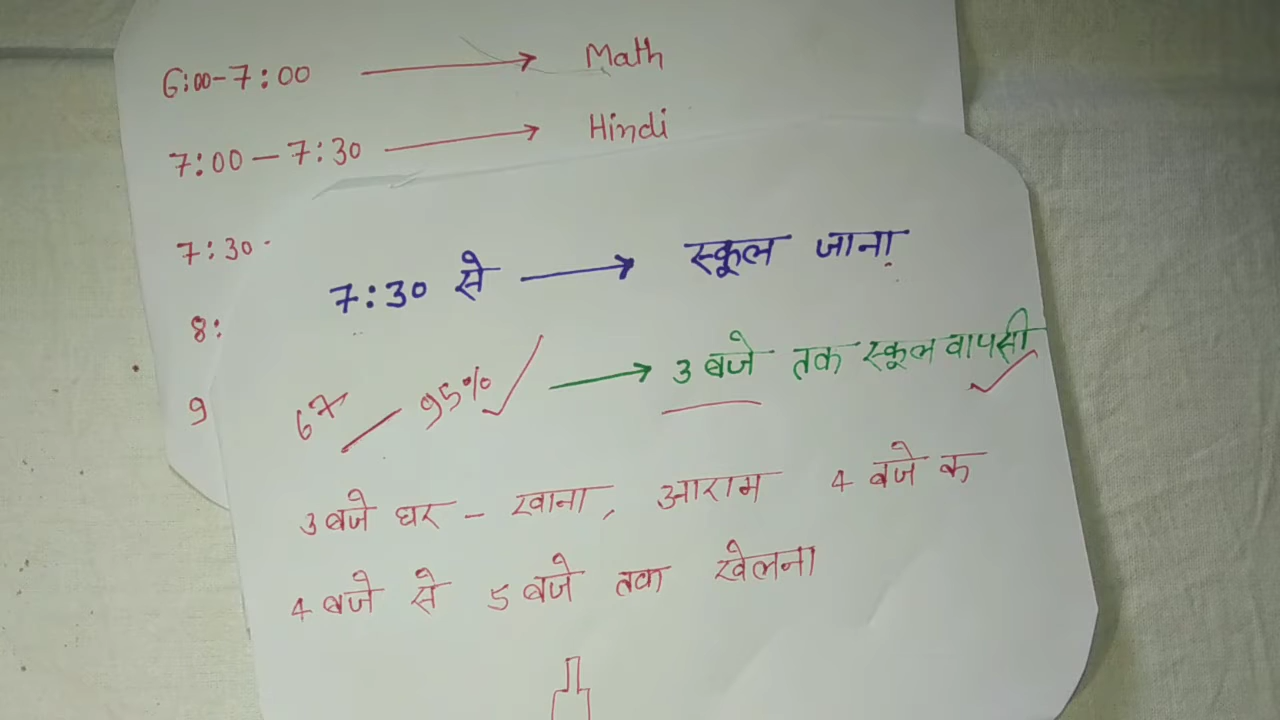 6:00-7:00 → Math
7:00 – 7:30 → Hindi
7:30 -
8:
9
7:30 से → स्कूल जाना
95% → 3 बजे तक स्कूल वापसी
3 बजे घर – खाना, आराम 4 बजे क
4 बजे से 5 बजे तक खेलना